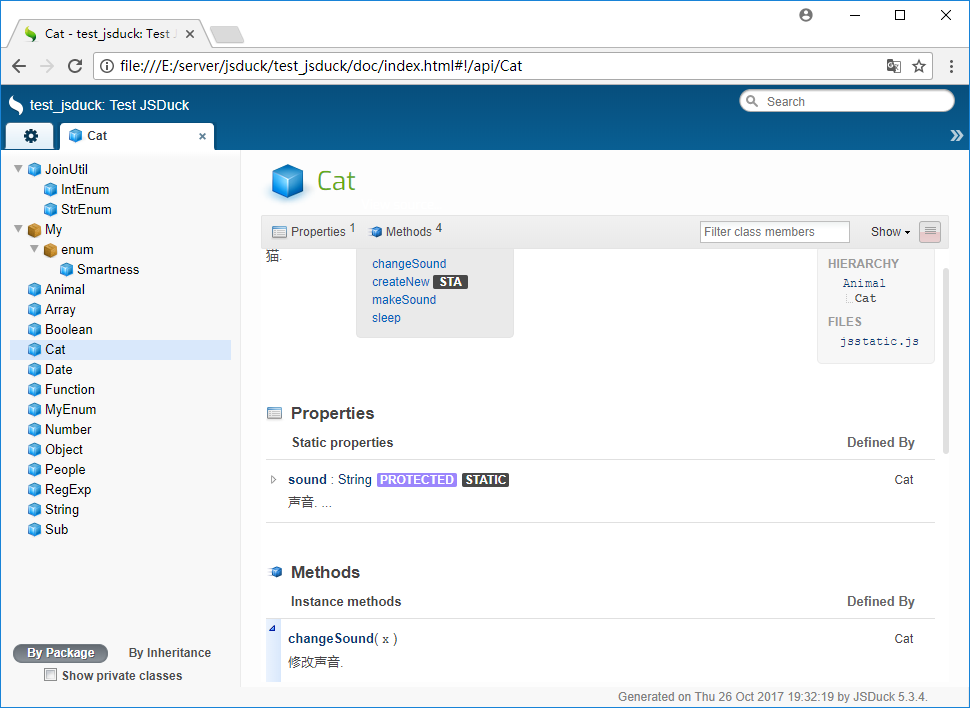 Cat - test_jsduck: Test J
file:///E:/server/jsduck/test_jsduck/doc/index.html#!/api/Cat
test_jsduck: Test JSDuck
Search
Cat
JoinUtil
IntEnum
StrEnum
My
enum
Smartness
Animal
Array
Boolean
Cat
Date
Function
MyEnum
Number
Object
People
RegExp
String
Sub
By Package By Inheritance
Show private classes
Cat
Properties 1 Methods 4 Filter class members Show
猫.
changeSound
createNew STA
makeSound
sleep
HIERARCHY
Animal
Cat
FILES
jsstatic.js
Properties
Static properties Defined By
sound : String PROTECTED STATIC Cat
声音. ...
Methods
Instance methods Defined By
changeSound( x ) Cat
修改声音.
Generated on Thu 26 Oct 2017 19:32:19 by JSDuck 5.3.4.